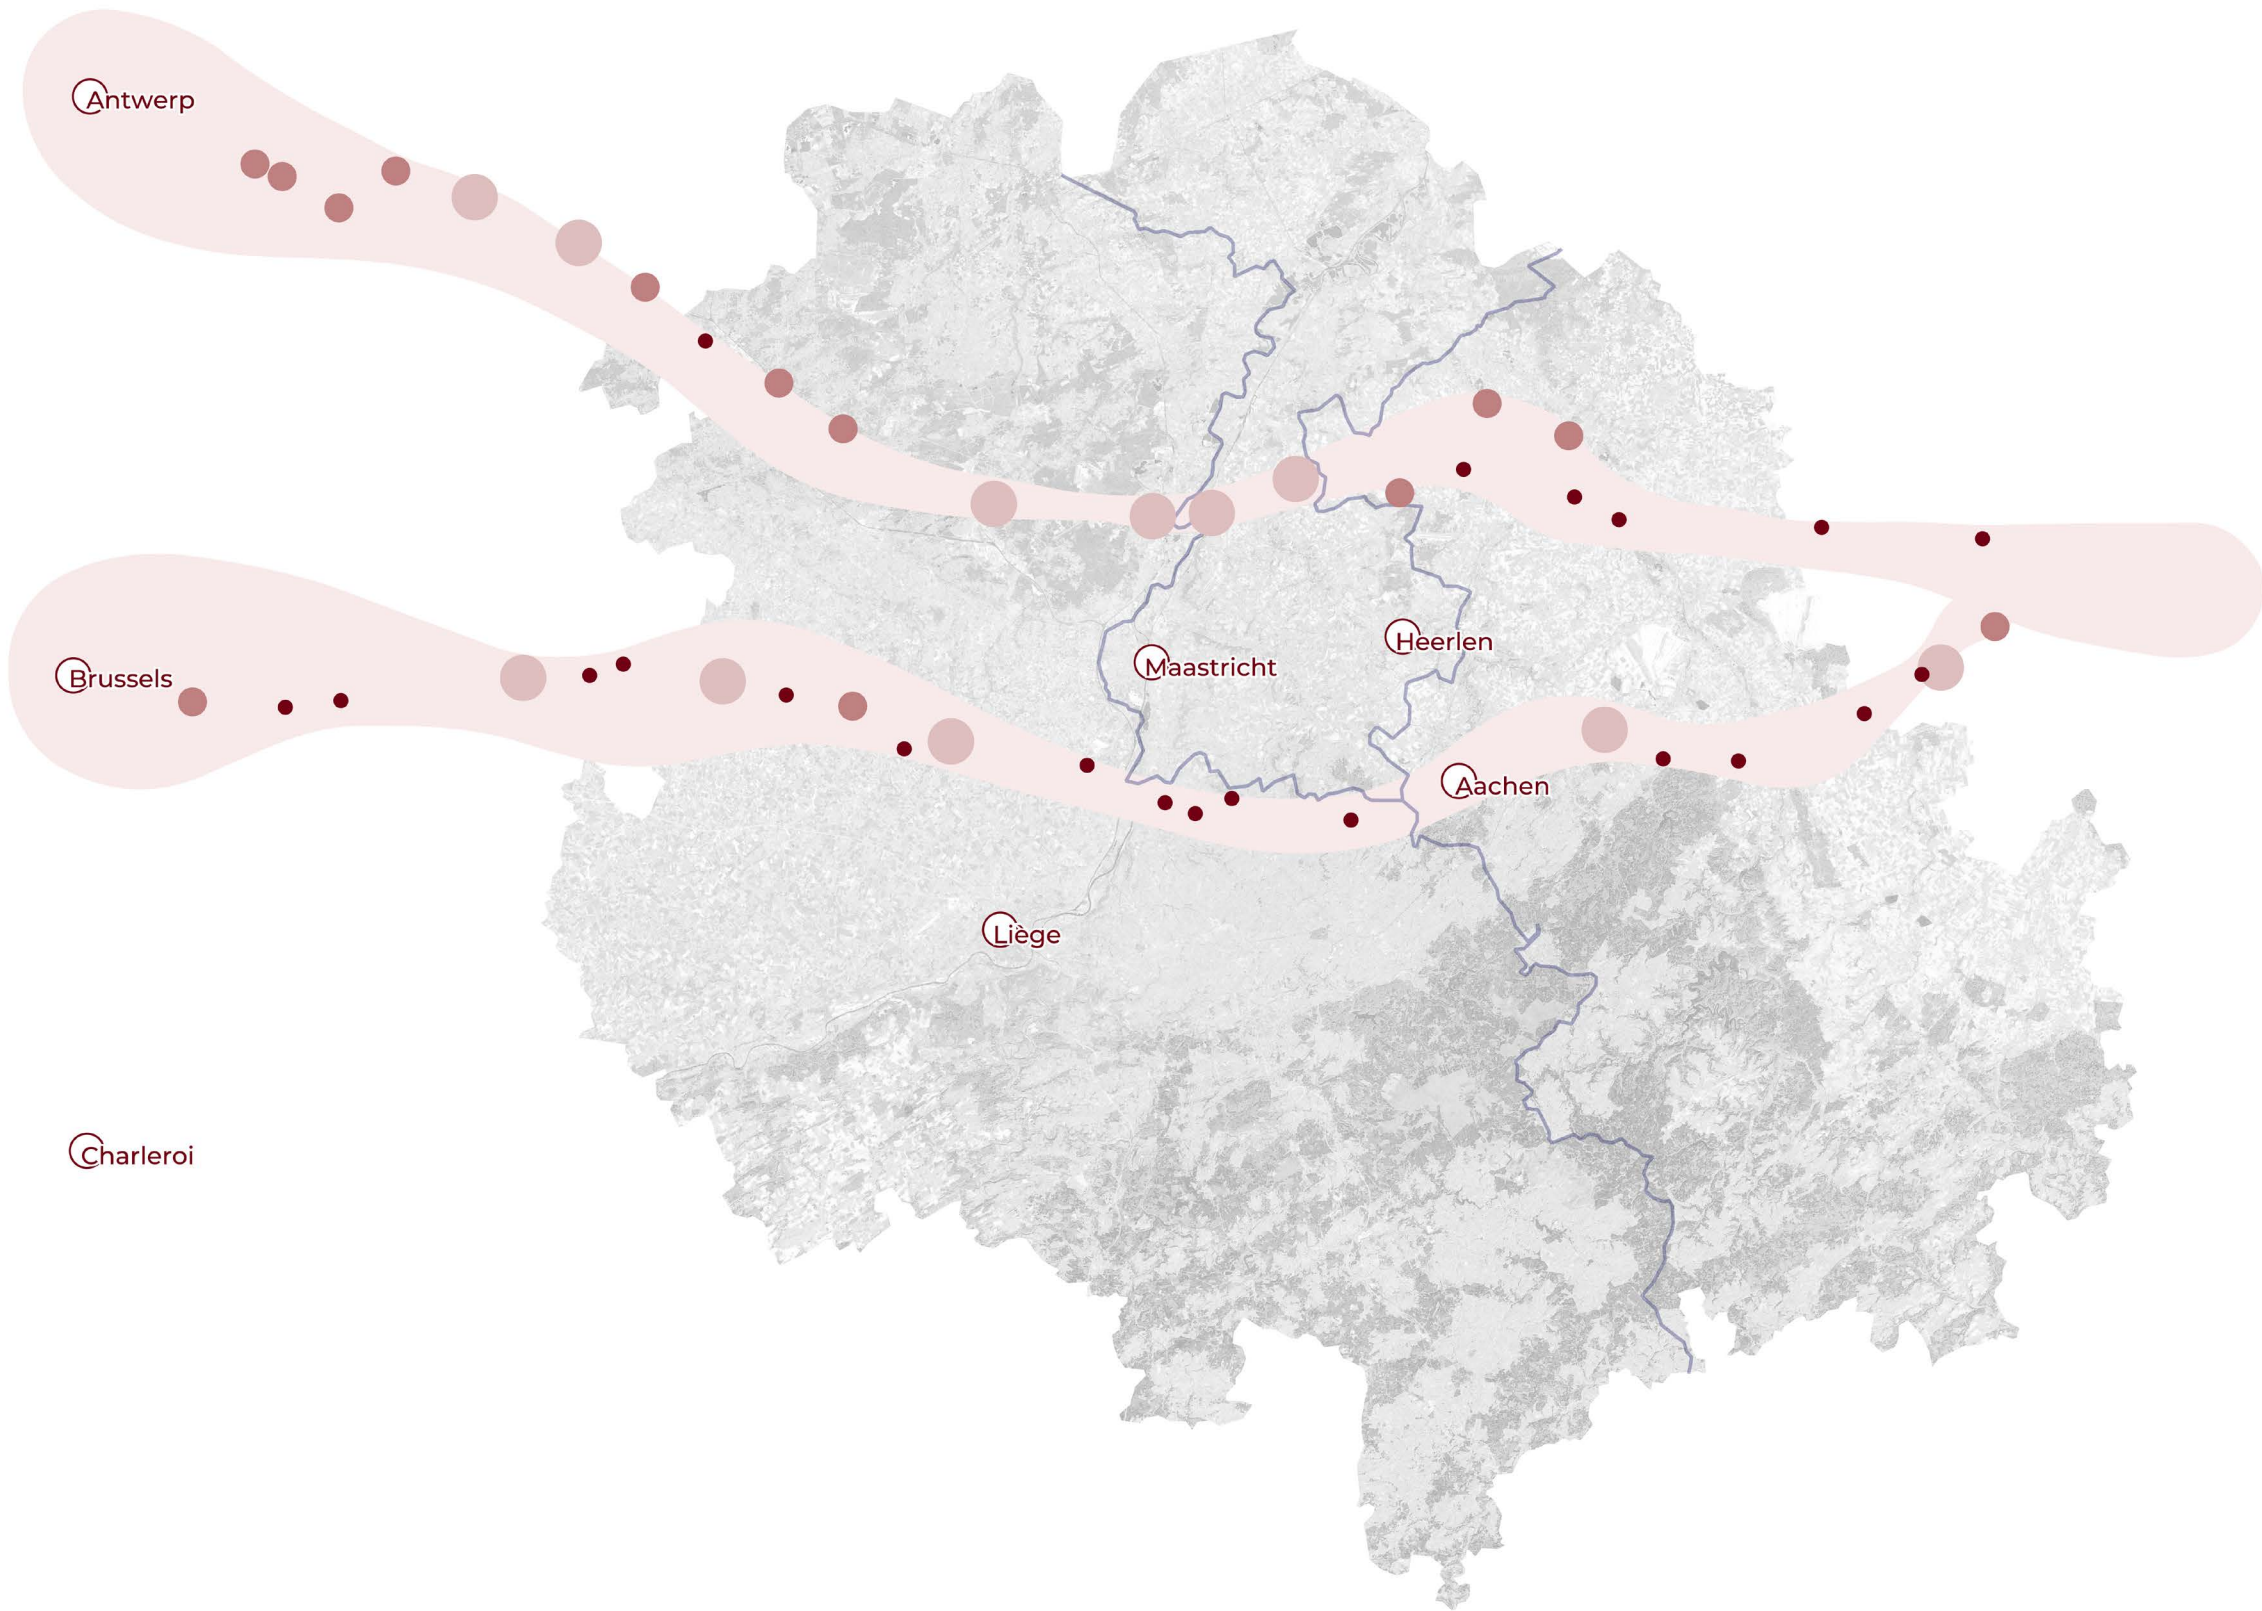 Antwerp
Heerlen
Maastricht
Brussels
Aachen
Liège
Charleroi